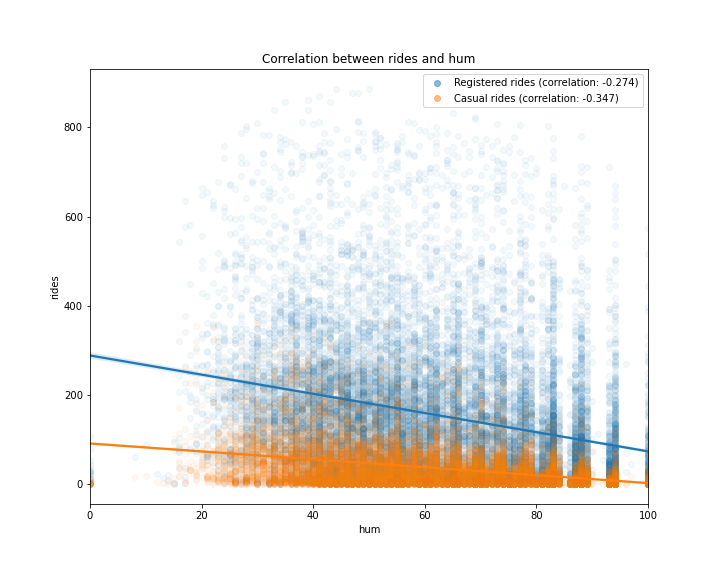 Correlation between rides and hum
Registered rides (correlation: -0.274)
Casual rides (correlation: -0.347)
800
600
400
200
0
rides
0 20 40 60 80 100
hum